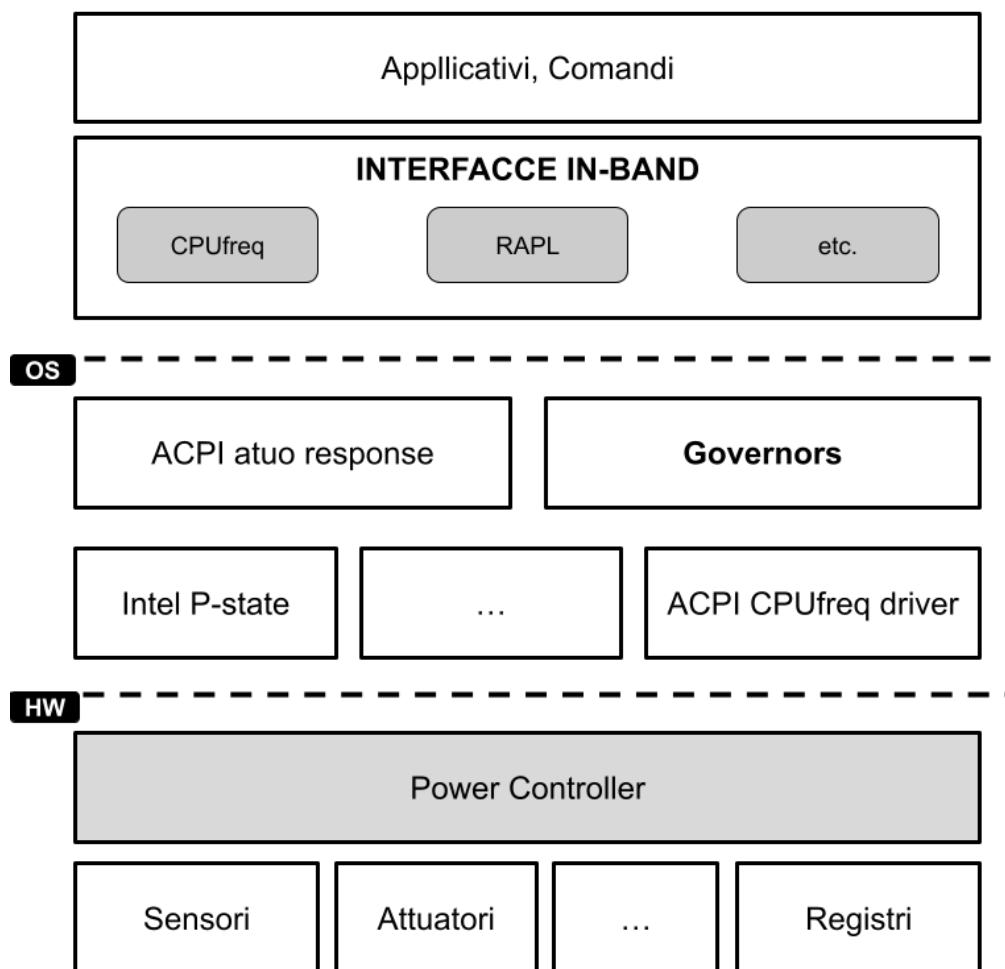 Appllicativi, Comandi
INTERFACCE IN-BAND
CPUfreq
RAPL
etc.
OS
ACPI atuo response
Governors
Intel P-state
...
ACPI CPUfreq driver
HW
Power Controller
Sensori
Attuatori
...
Registri